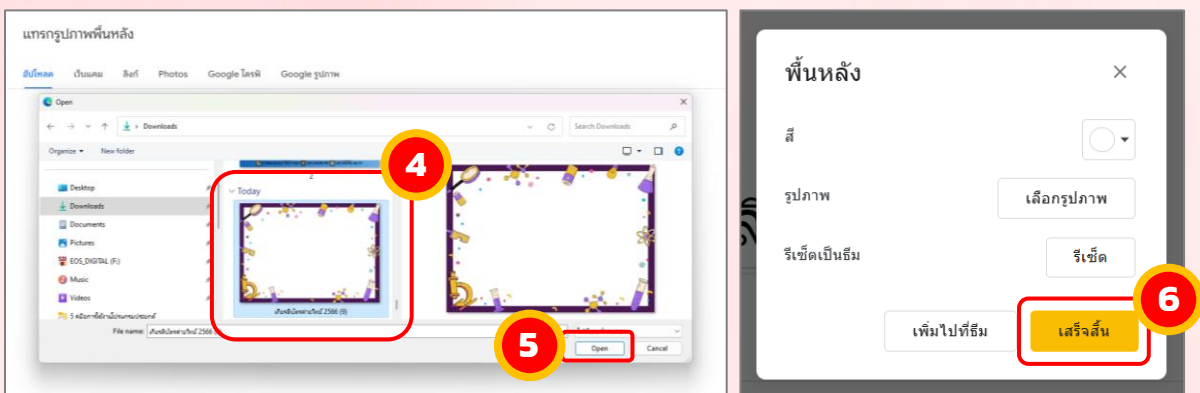 แทรกรูปภาพพื้นหลัง
อัปโหลด เว็บแคม ลิงก์ Photos Google ไดรฟ์ Google รูปภาพ
Open
Downloads
Search Downloads
Organize New folder
2
Today
Desktop
Downloads
Documents
Pictures
EOS_DIGITAL (F:)
Music
Videos
File name:
Open Cancel
4
5
พื้นหลัง
สี
รูปภาพ เลือกรูปภาพ
รีเซ็ตเป็นธีม รีเซ็ต
เพิ่มไปที่ธีม เสร็จสิ้น
6